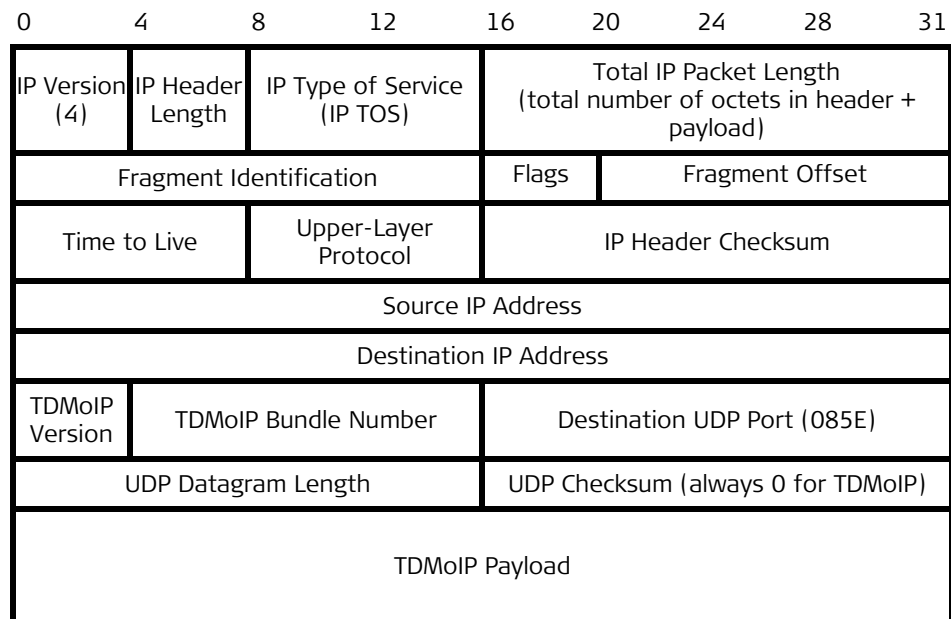 0 4 8 12 16 20 24 28 31
IP Version
(4)
IP Header
Length
IP Type of Service
(IP TOS)
Total IP Packet Length
(total number of octets in header +
payload)
Fragment Identification
Flags
Fragment Offset
Time to Live
Upper-Layer
Protocol
IP Header Checksum
Source IP Address
Destination IP Address
TDMoIP
Version
TDMoIP Bundle Number
Destination UDP Port (085E)
UDP Datagram Length
UDP Checksum (always 0 for TDMoIP)
TDMoIP Payload